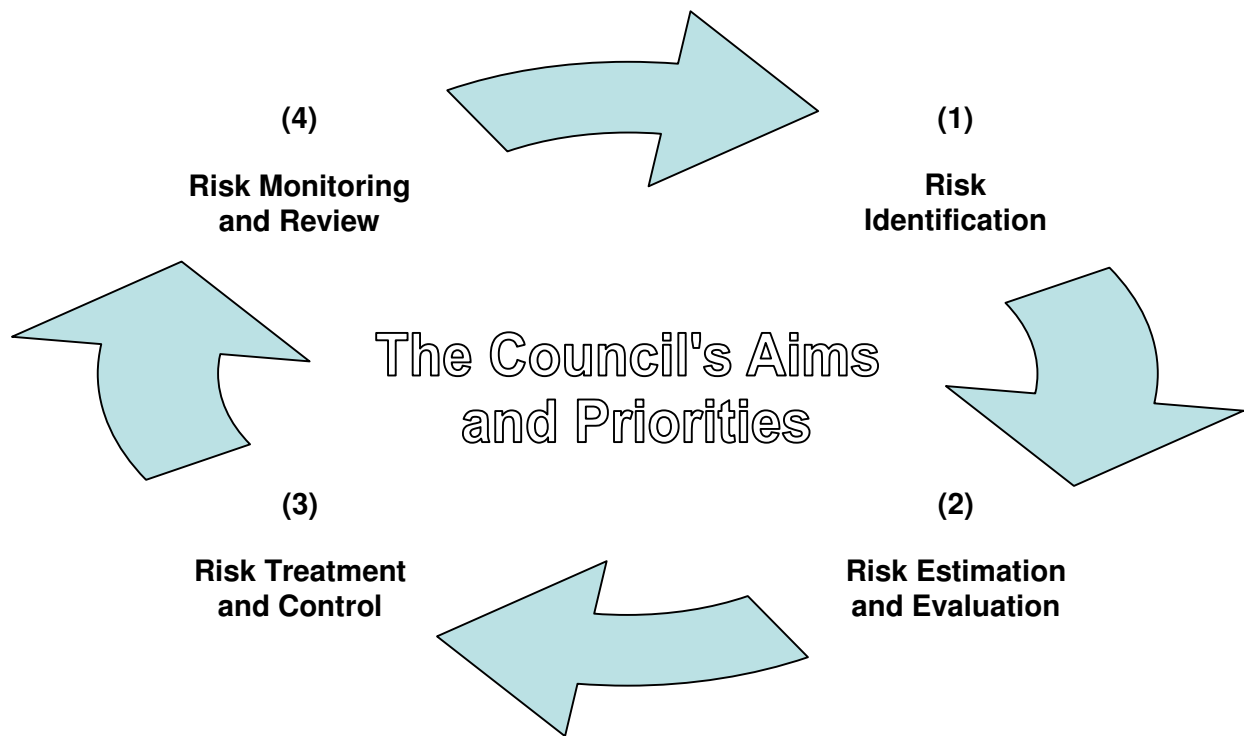 (4)
Risk Monitoring
and Review
(1)
Risk
Identification
The Council's Aims
and Priorities
(3)
Risk Treatment
and Control
(2)
Risk Estimation
and Evaluation